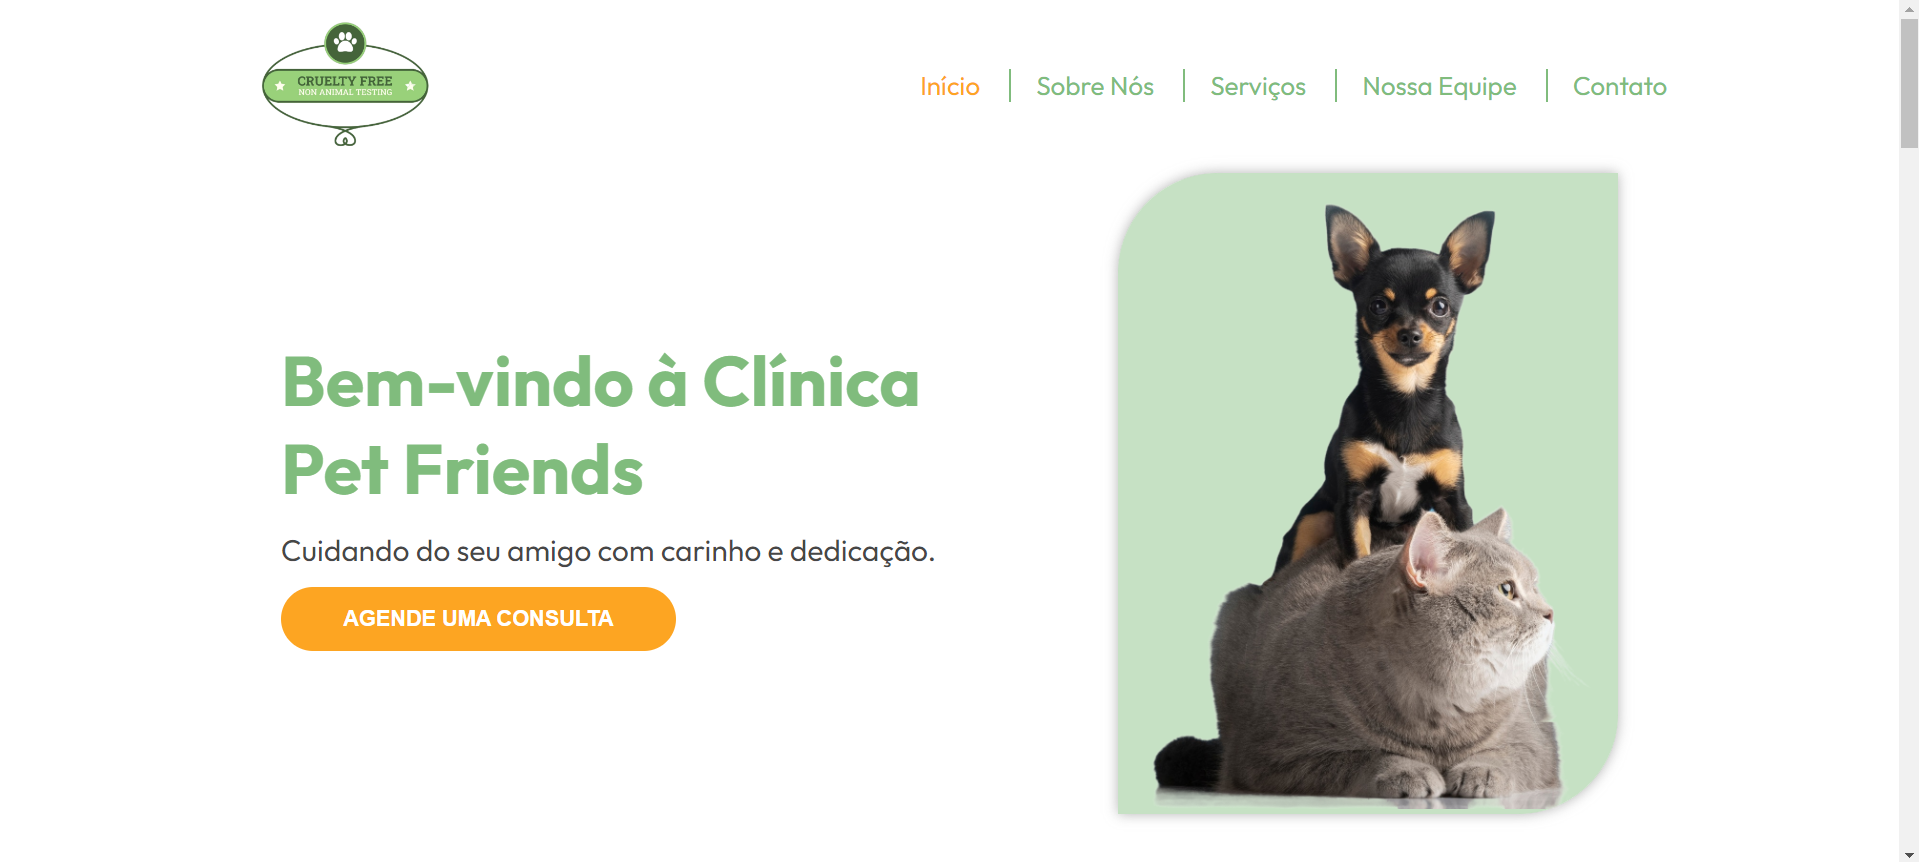 CRUELTY FREE
NON ANIMAL TESTING
Início
Sobre Nós
Serviços
Nossa Equipe
Contato
Bem-vindo à Clínica
Pet Friends
Cuidando do seu amigo com carinho e dedicação.
AGENDE UMA CONSULTA